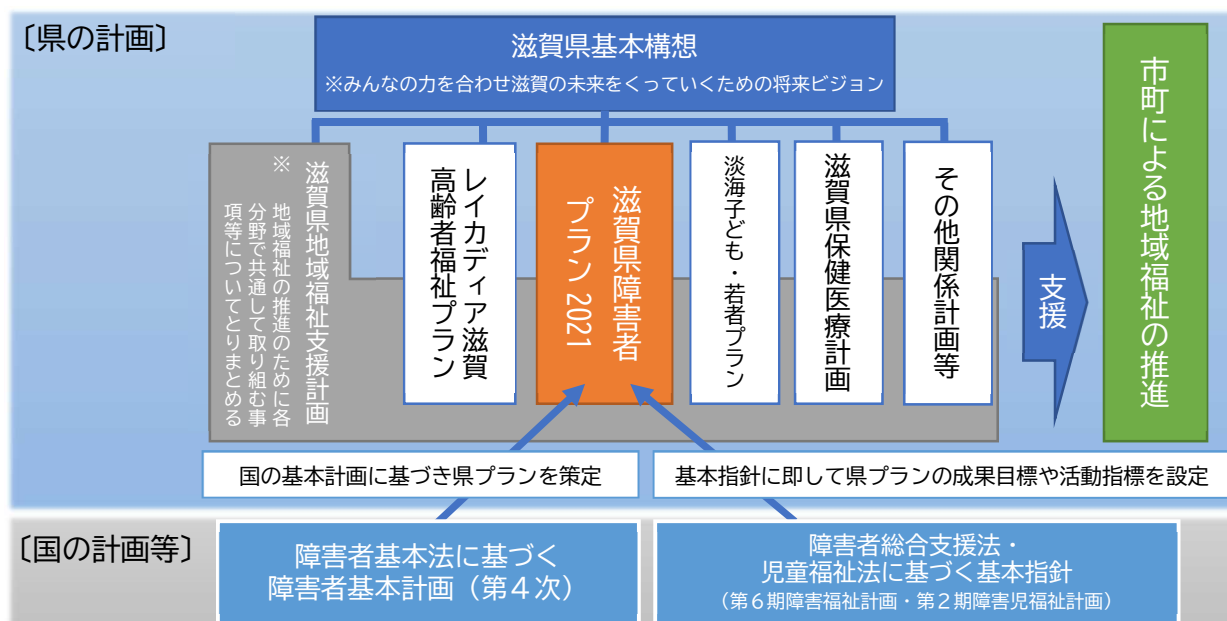 〔県の計画〕
滋賀県基本構想
※みんなの力を合わせ滋賀の未来をくっていくための将来ビジョン
滋賀県地域福祉支援計画
※ 地域福祉の推進のために各
分野で共通して取り組む事
項等についてとりまとめる
レイカディア滋賀
高齢者福祉プラン
滋賀県障害者
プラン 2021
淡海子ども・若者プラン
滋賀県保健医療計画
その他関係計画等
支援
市町による地域福祉の推進
国の基本計画に基づき県プランを策定
基本指針に即して県プランの成果目標や活動指標を設定
〔国の計画等〕
障害者基本法に基づく
障害者基本計画（第４次）
障害者総合支援法・
児童福祉法に基づく基本指針
（第６期障害福祉計画・第２期障害児福祉計画）